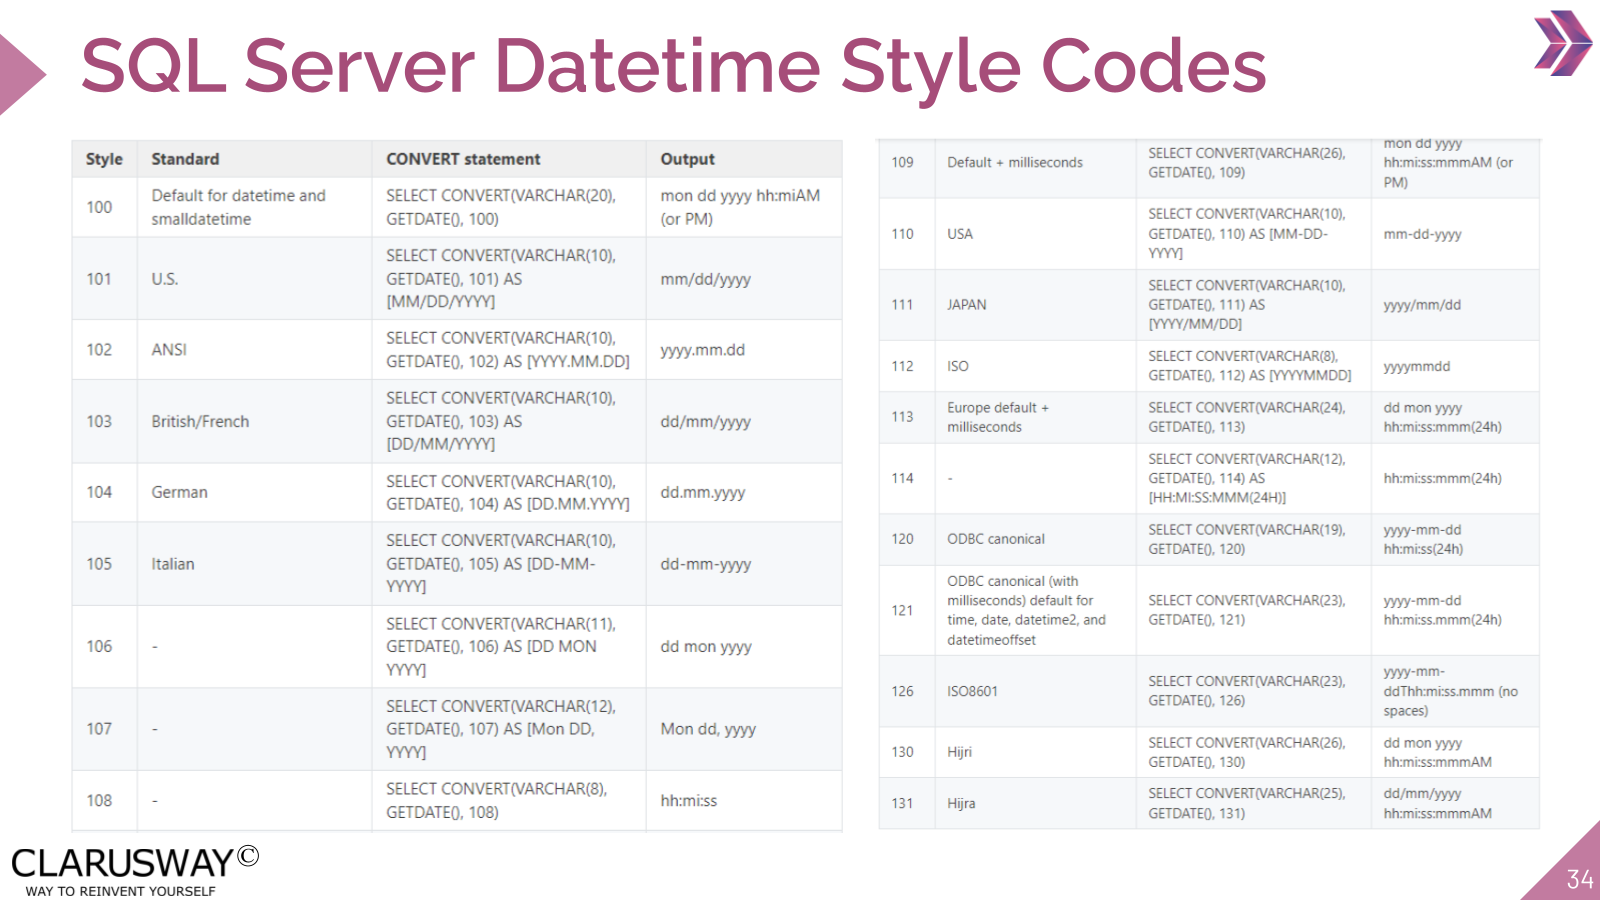 SQL Server Datetime Style Codes
Style Standard CONVERT statement Output
100 Default for datetime and smalldatetime SELECT CONVERT(VARCHAR(20), GETDATE(), 100) mon dd yyyy hh:miAM (or PM)
101 U.S. SELECT CONVERT(VARCHAR(10), GETDATE(), 101) AS [MM/DD/YYYY] mm/dd/yyyy
102 ANSI SELECT CONVERT(VARCHAR(10), GETDATE(), 102) AS [YYYY.MM.DD] yyyy.mm.dd
103 British/French SELECT CONVERT(VARCHAR(10), GETDATE(), 103) AS [DD/MM/YYYY] dd/mm/yyyy
104 German SELECT CONVERT(VARCHAR(10), GETDATE(), 104) AS [DD.MM.YYYY] dd.mm.yyyy
105 Italian SELECT CONVERT(VARCHAR(10), GETDATE(), 105) AS [DD-MM-YYYY] dd-mm-yyyy
106 - SELECT CONVERT(VARCHAR(11), GETDATE(), 106) AS [DD MON YYYY] dd mon yyyy
107 - SELECT CONVERT(VARCHAR(12), GETDATE(), 107) AS [Mon DD, YYYY] Mon dd, yyyy
108 - SELECT CONVERT(VARCHAR(8), GETDATE(), 108) hh:mi:ss
109 Default + milliseconds SELECT CONVERT(VARCHAR(26), GETDATE(), 109) mon dd yyyy hh:mi:ss:mmmAM (or PM)
110 USA SELECT CONVERT(VARCHAR(10), GETDATE(), 110) AS [MM-DD-YYYY] mm-dd-yyyy
111 JAPAN SELECT CONVERT(VARCHAR(10), GETDATE(), 111) AS [YYYY/MM/DD] yyyy/mm/dd
112 ISO SELECT CONVERT(VARCHAR(8), GETDATE(), 112) AS [YYYYMMDD] yyyymmdd
113 Europe default + milliseconds SELECT CONVERT(VARCHAR(24), GETDATE(), 113) dd mon yyyy hh:mi:ss:mmm(24h)
114 - SELECT CONVERT(VARCHAR(12), GETDATE(), 114) AS [HH:MI:SS:MMM(24H)] hh:mi:ss:mmm(24h)
120 ODBC canonical SELECT CONVERT(VARCHAR(19), GETDATE(), 120) yyyy-mm-dd hh:mi:ss(24h)
121 ODBC canonical (with milliseconds) default for time, date, datetime2, and datetimeoffset SELECT CONVERT(VARCHAR(23), GETDATE(), 121) yyyy-mm-dd hh:mi:ss.mmm(24h)
126 ISO8601 SELECT CONVERT(VARCHAR(23), GETDATE(), 126) yyyy-mm-ddThh:mi:ss.mmm (no spaces)
130 Hijri SELECT CONVERT(VARCHAR(26), GETDATE(), 130) dd mon yyyy hh:mi:ss:mmmAM
131 Hijra SELECT CONVERT(VARCHAR(25), GETDATE(), 131) dd/mm/yyyy hh:mi:ss:mmmAM
CLARUSWAY©
WAY TO REINVENT YOURSELF
34